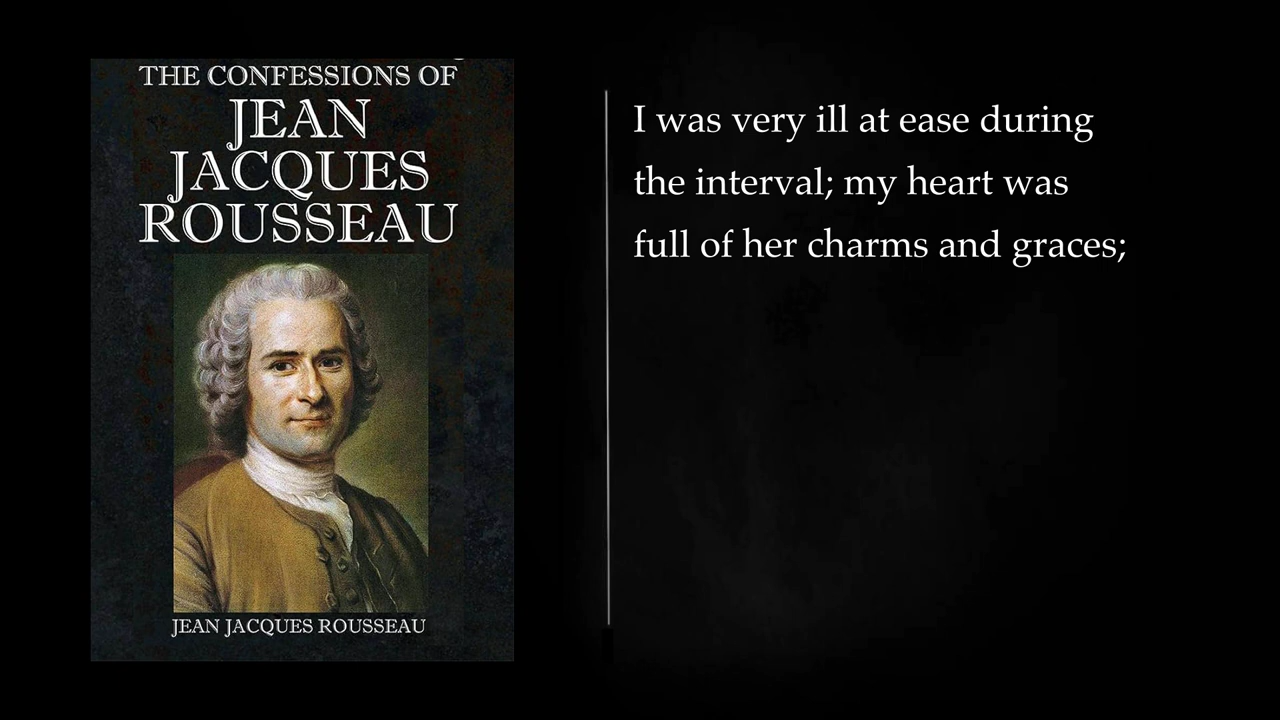 THE CONFESSIONS OF
JEAN
JACQUES
ROUSSEAU
JEAN JACQUES ROUSSEAU
I was very ill at ease during
the interval; my heart was
full of her charms and graces;